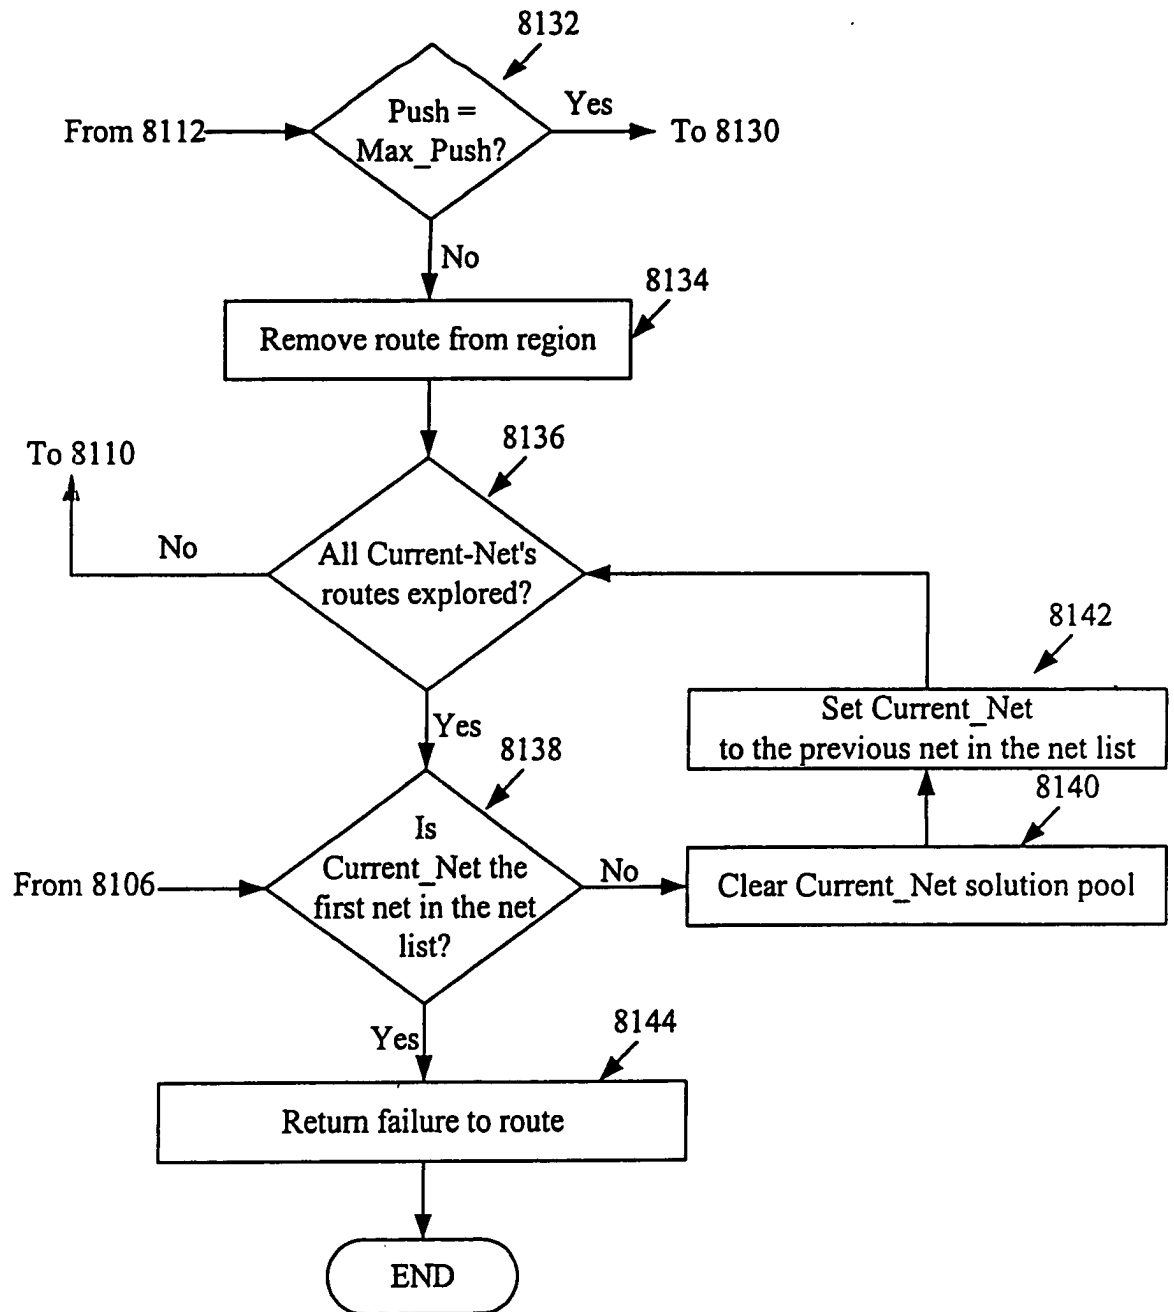 8132
Push =
Max_Push?
From 8112
Yes
To 8130
No
8134
Remove route from region
To 8110
8136
No
All Current-Net's
routes explored?
8142
Set Current_Net
to the previous net in the net list
Yes
8138
8140
Is
Current_Net the
first net in the net
list?
From 8106
No
Clear Current_Net solution pool
Yes
8144
Return failure to route
END